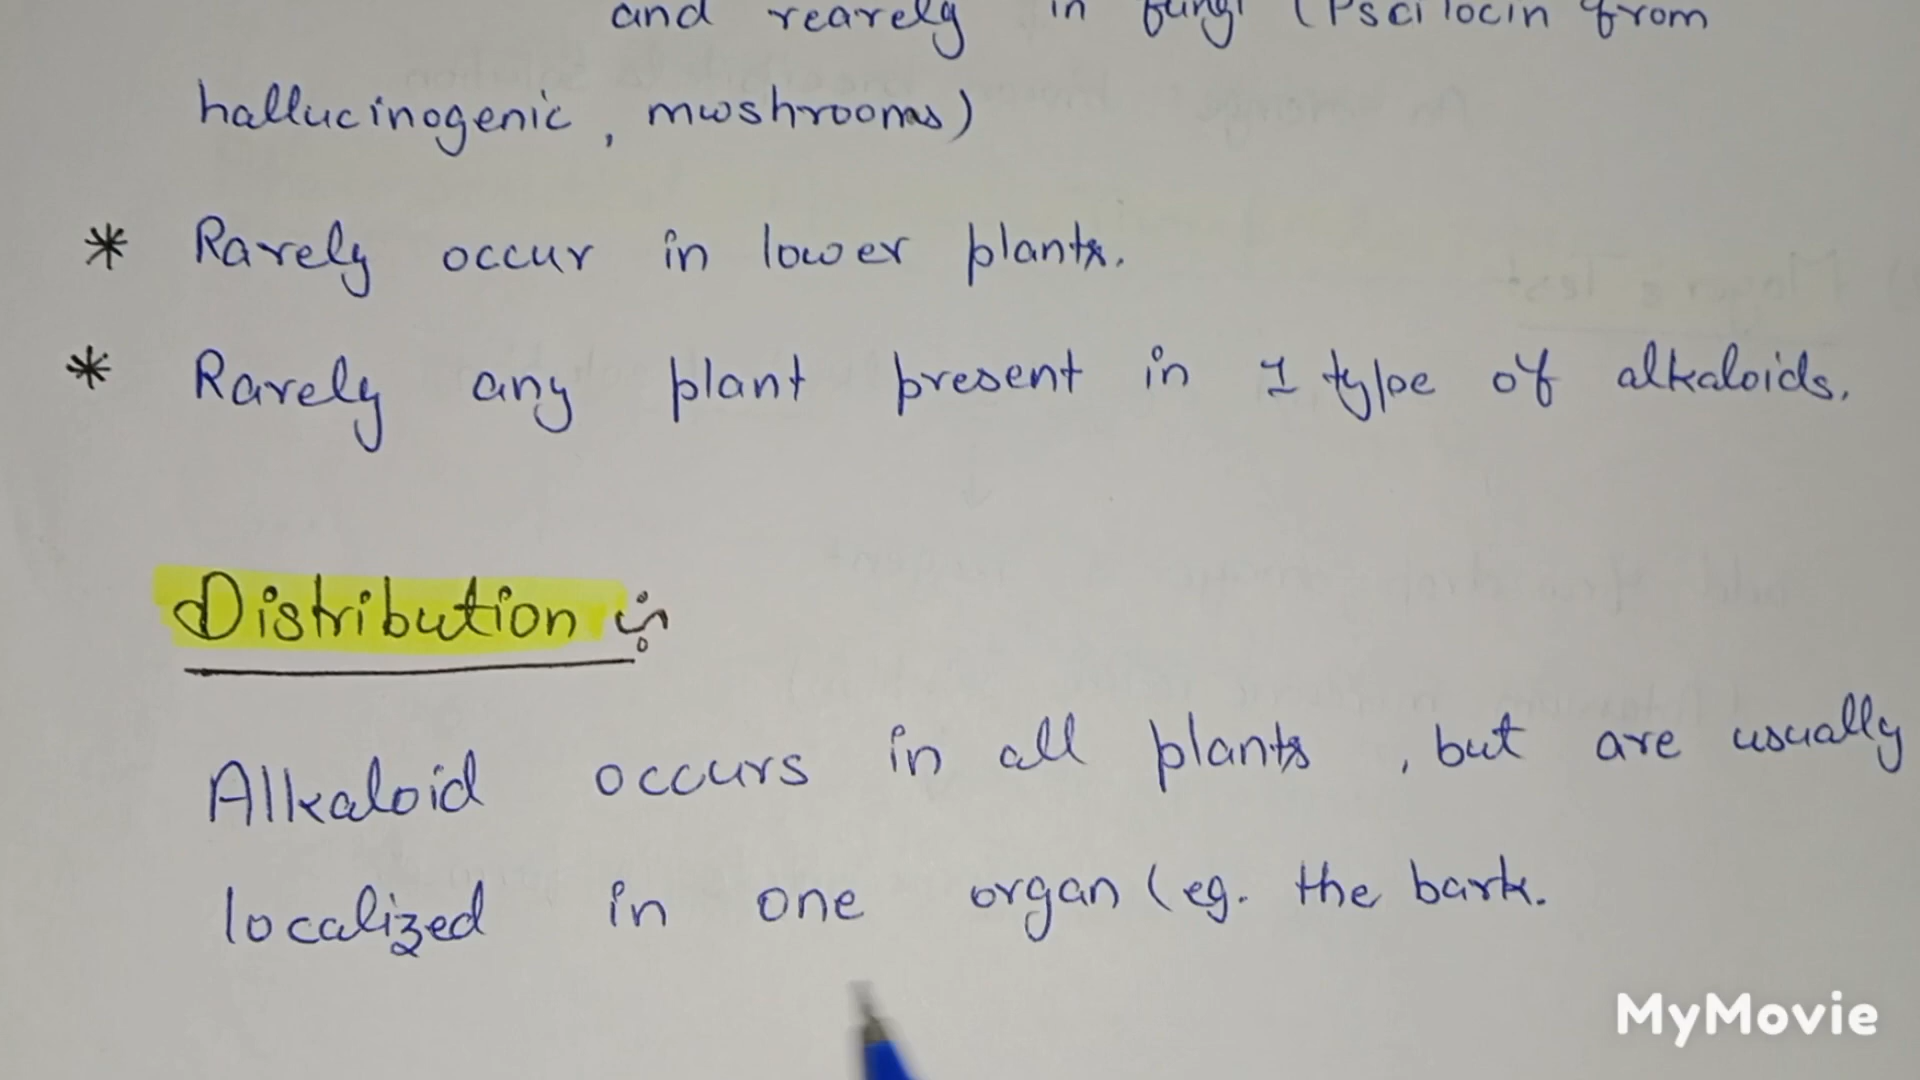 and rearely in fungi (Pscilocin from
hallucinogenic, mushrooms)
* Rarely occur in lower plants.
* Rarely any plant present in 1 type of alkaloids.
Distribution :-
Alkaloid occurs in all plants, but are usually
localized in one organ (eg. the bark.
MyMovie